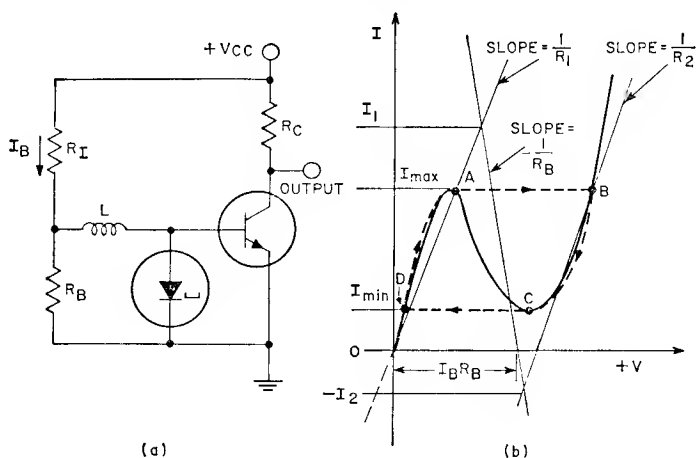 +VCC
RI
IB
RC
OUTPUT
L
RB
(a)
I
SLOPE = 1/R1
SLOPE = 1/R2
I1
SLOPE = -1/RB
Imax
A
B
D
Imin
C
O
IBRB
+V
-I2
(b)